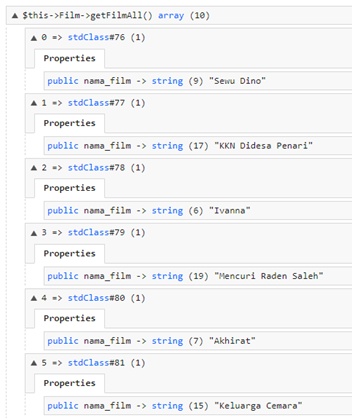 ▲ $this->Film->getFilmAll() array (10)
▲ 0 => stdClass#76 (1)
Properties
public nama_film -> string (9) "Sewu Dino"
▲ 1 => stdClass#77 (1)
Properties
public nama_film -> string (17) "KKN Didesa Penari"
▲ 2 => stdClass#78 (1)
Properties
public nama_film -> string (6) "Ivanna"
▲ 3 => stdClass#79 (1)
Properties
public nama_film -> string (19) "Mencuri Raden Saleh"
▲ 4 => stdClass#80 (1)
Properties
public nama_film -> string (7) "Akhirat"
▲ 5 => stdClass#81 (1)
Properties
public nama_film -> string (15) "Keluarga Cemara"